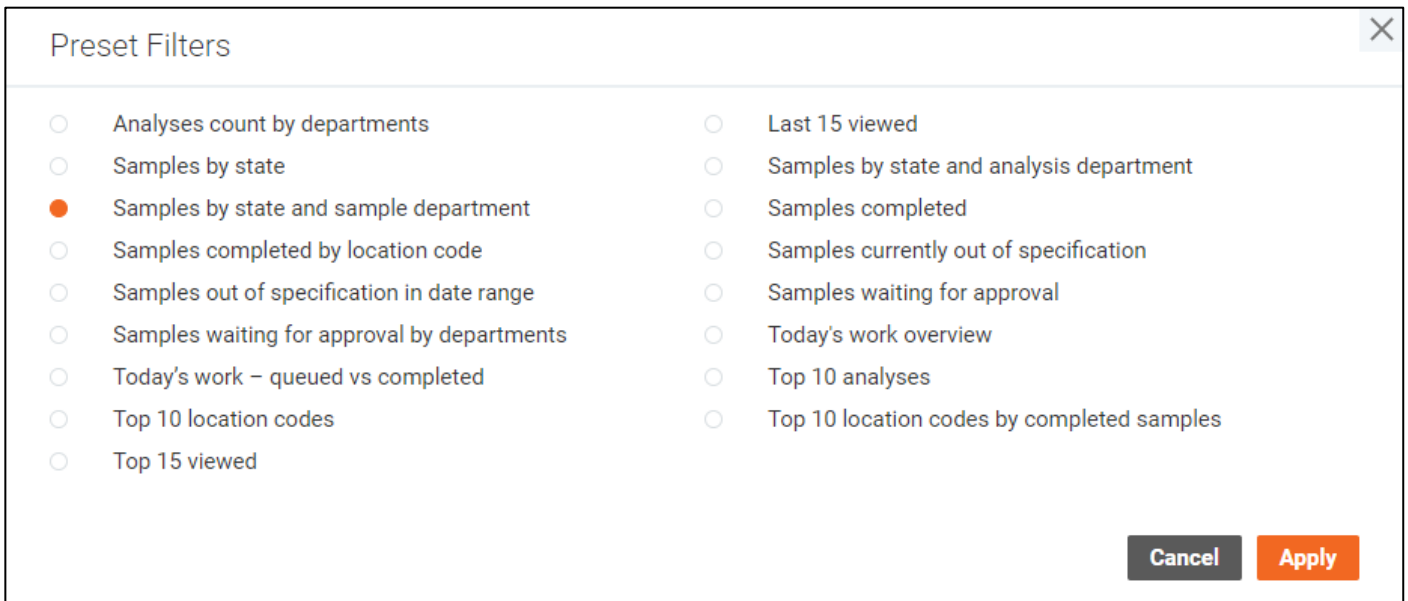 Preset Filters
Analyses count by departments
Last 15 viewed
Samples by state
Samples by state and analysis department
Samples by state and sample department
Samples completed
Samples completed by location code
Samples currently out of specification
Samples out of specification in date range
Samples waiting for approval
Samples waiting for approval by departments
Today's work overview
Today’s work – queued vs completed
Top 10 analyses
Top 10 location codes
Top 10 location codes by completed samples
Top 15 viewed
Cancel
Apply